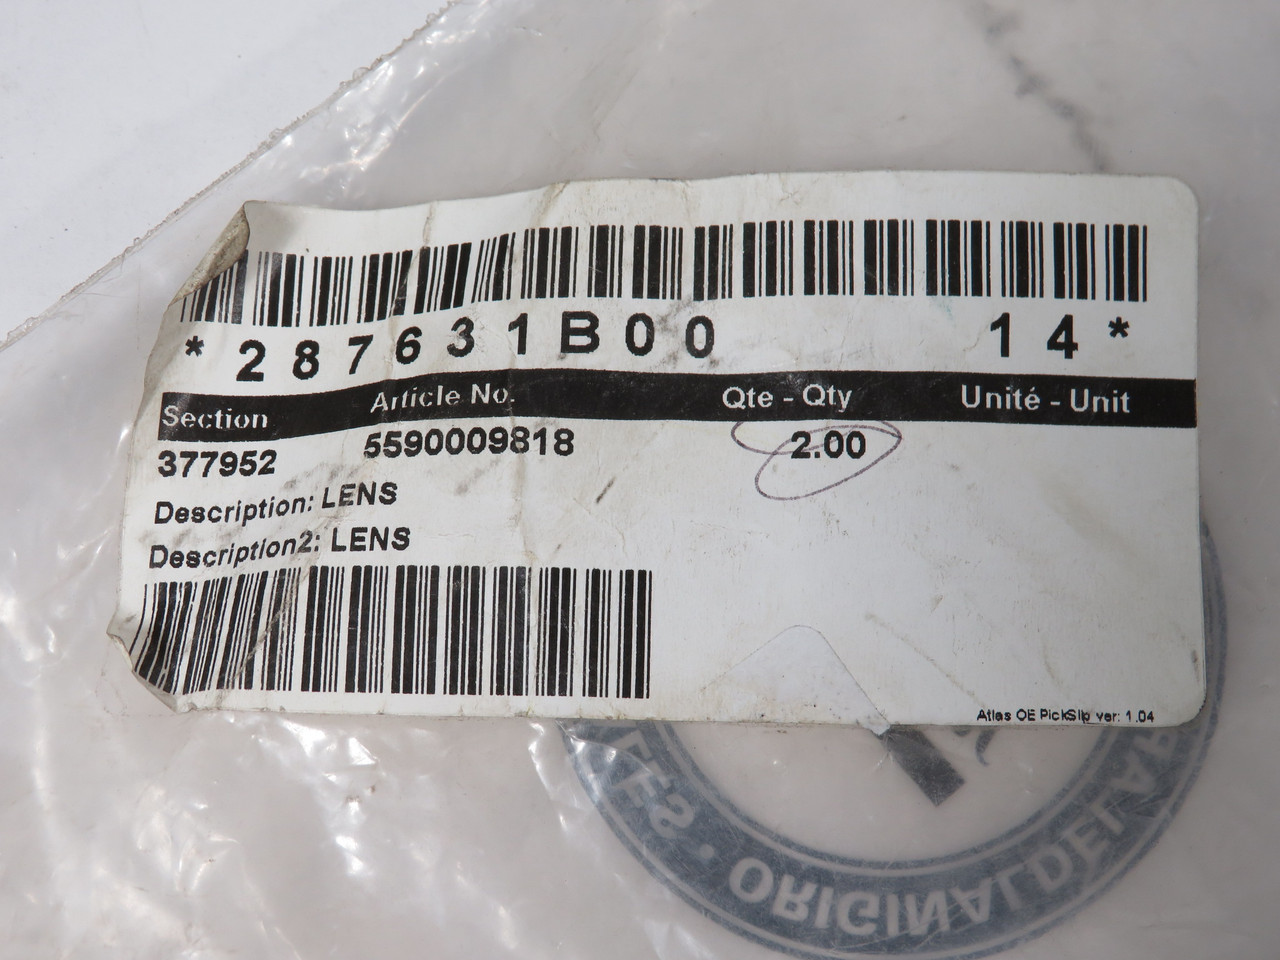 *287631B00 14*
Section Article No. Qte - Qty Unité - Unit
377952 5590009818 2.00
Description: LENS
Description2: LENS
Atlas OE PickSlip ver: 1.04
ORIGINALDELAR